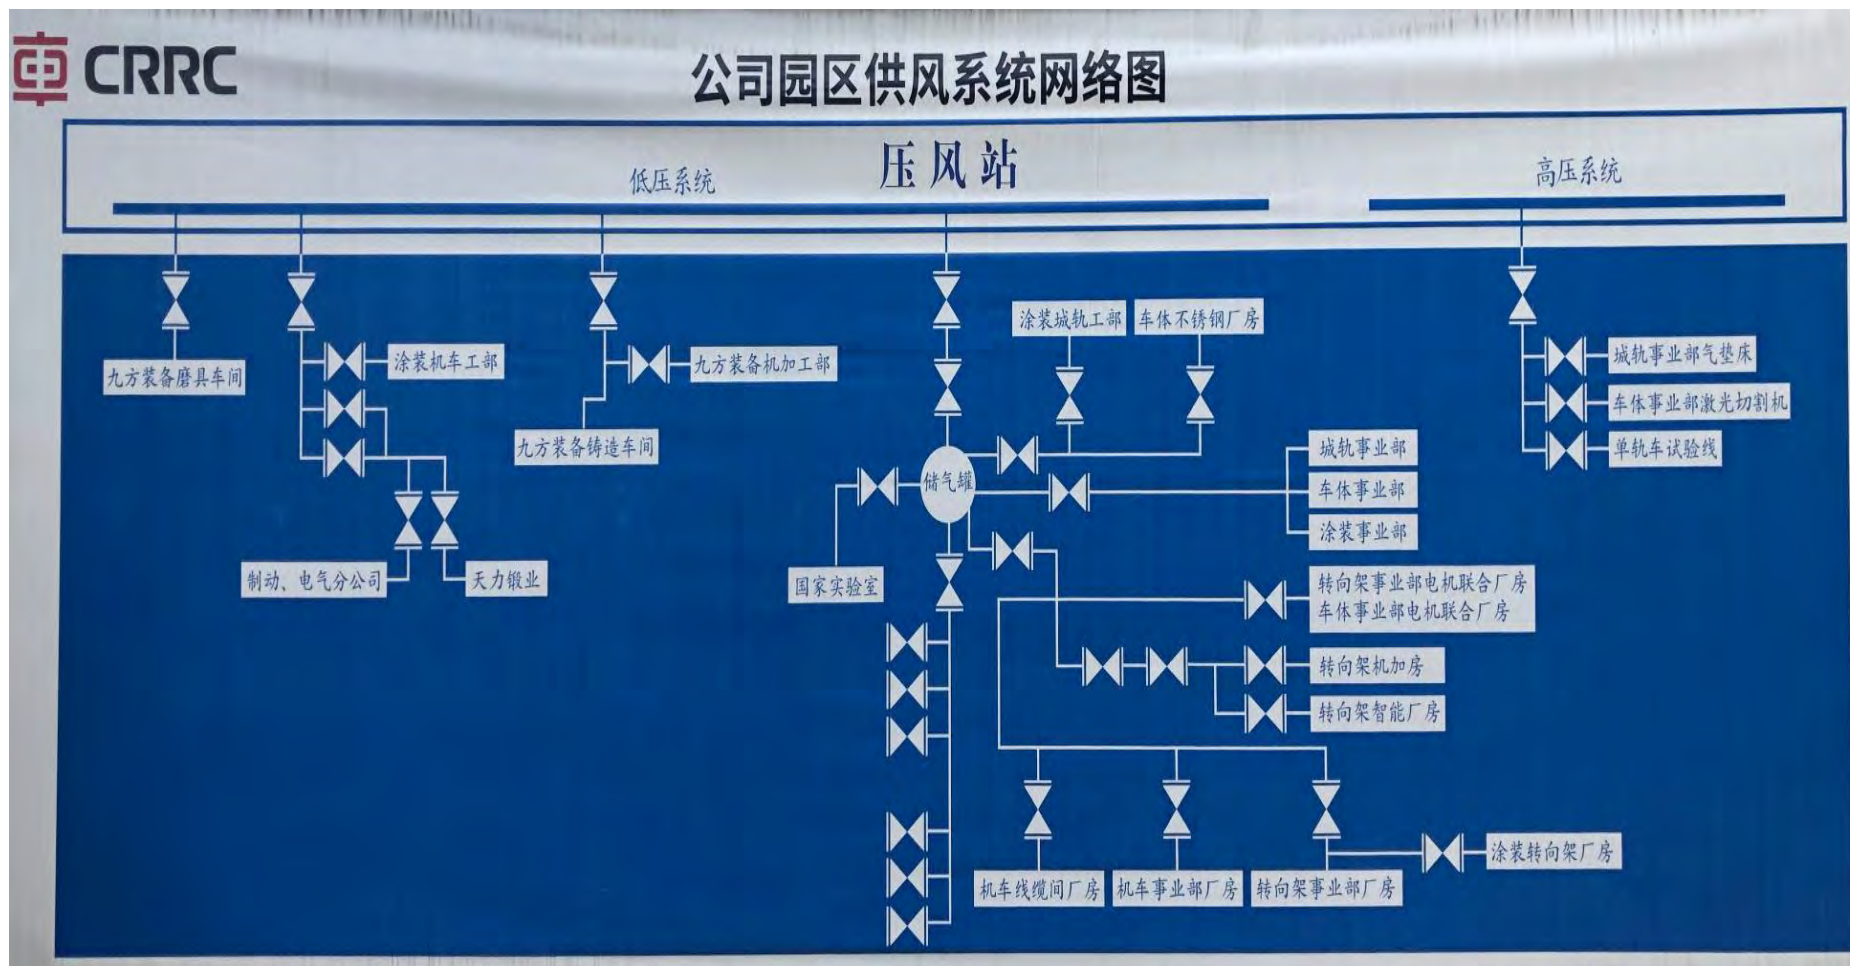 CRRC
公司园区供风系统网络图
压风站
低压系统
高压系统
涂装城轨工部
车体不锈钢厂房
九方装备磨具车间
涂装机车工部
九方装备机加工部
城轨事业部气垫床
车体事业部激光切割机
单轨车试验线
九方装备铸造车间
城轨事业部
储气罐
车体事业部
涂装事业部
制动、电气分公司
天力锻业
国家实验室
转向架事业部电机联合厂房
车体事业部电机联合厂房
转向架机加房
转向架智能厂房
涂装转向架厂房
机车线缆间厂房
机车事业部厂房
转向架事业部厂房